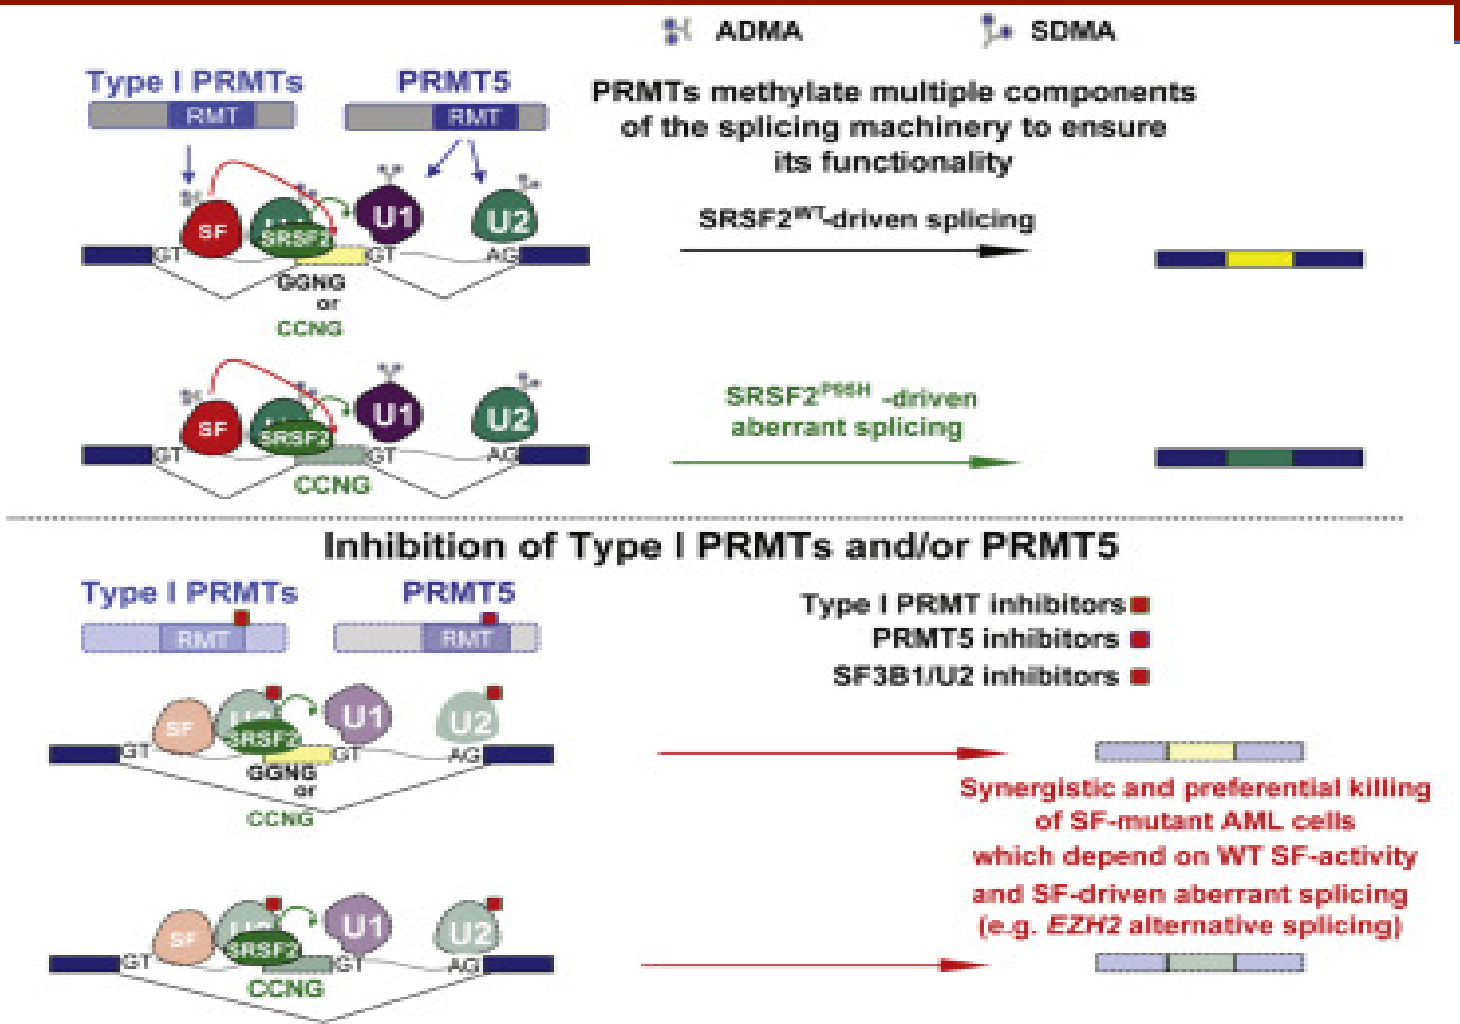 ADMA
SDMA
Type I PRMTs
PRMT5
RMT
RMT
PRMTs methylate multiple components
of the splicing machinery to ensure
its functionality
SF
SRSF2
U1
U2
GT
GT
AG
GGNG
or
CCNG
SRSF2WT-driven splicing
SF
SRSF2
U1
U2
GT
GT
AG
CCNG
SRSF2P95H -driven
aberrant splicing
Inhibition of Type I PRMTs and/or PRMT5
Type I PRMTs
PRMT5
RMT
RMT
Type I PRMT inhibitors
PRMT5 inhibitors
SF3B1/U2 inhibitors
SF
U2
SRSF2
U1
U2
GT
GT
AG
GGNG
or
CCNG
Synergistic and preferential killing
of SF-mutant AML cells
which depend on WT SF-activity
and SF-driven aberrant splicing
(e.g. EZH2 alternative splicing)
SF
U2
SRSF2
U1
U2
GT
GT
AG
CCNG